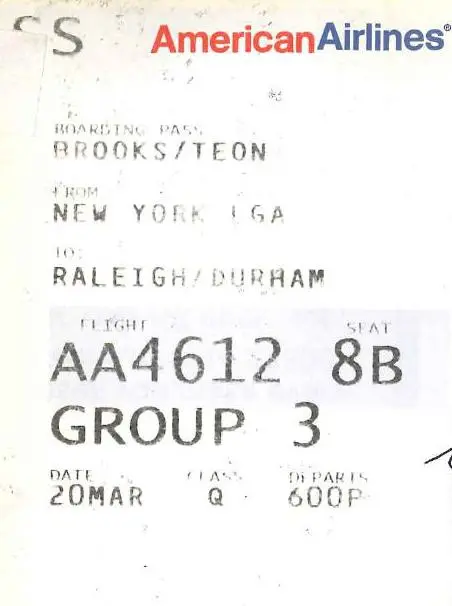 SS AmericanAirlines®
BOARDING PASS
BROOKS/TEON
FROM
NEW YORK LGA
TO:
RALEIGH/DURHAM
FLIGHT SEAT
AA4612 8B
GROUP 3
DATE CLASS DEPARTS
20MAR Q 600P